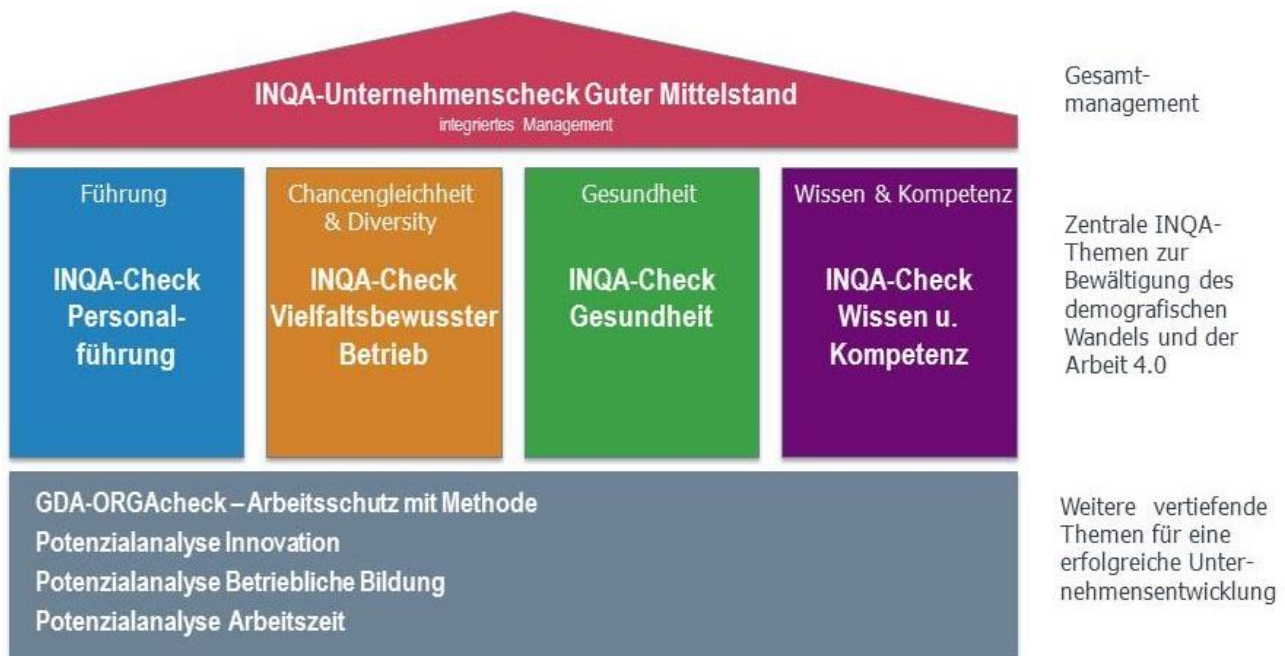 INQA-Unternehmenscheck Guter Mittelstand
integriertes Management
Gesamt-
management
Führung
INQA-Check
Personal-
führung
Chancengleichheit
& Diversity
INQA-Check
Vielfaltsbewusster
Betrieb
Gesundheit
INQA-Check
Gesundheit
Wissen & Kompetenz
INQA-Check
Wissen u.
Kompetenz
Zentrale INQA-
Themen zur
Bewältigung des
demografischen
Wandels und der
Arbeit 4.0
GDA-ORGAcheck – Arbeitsschutz mit Methode
Potenzialanalyse Innovation
Potenzialanalyse Betriebliche Bildung
Potenzialanalyse Arbeitszeit
Weitere vertiefende
Themen für eine
erfolgreiche Unter-
nehmensentwicklung